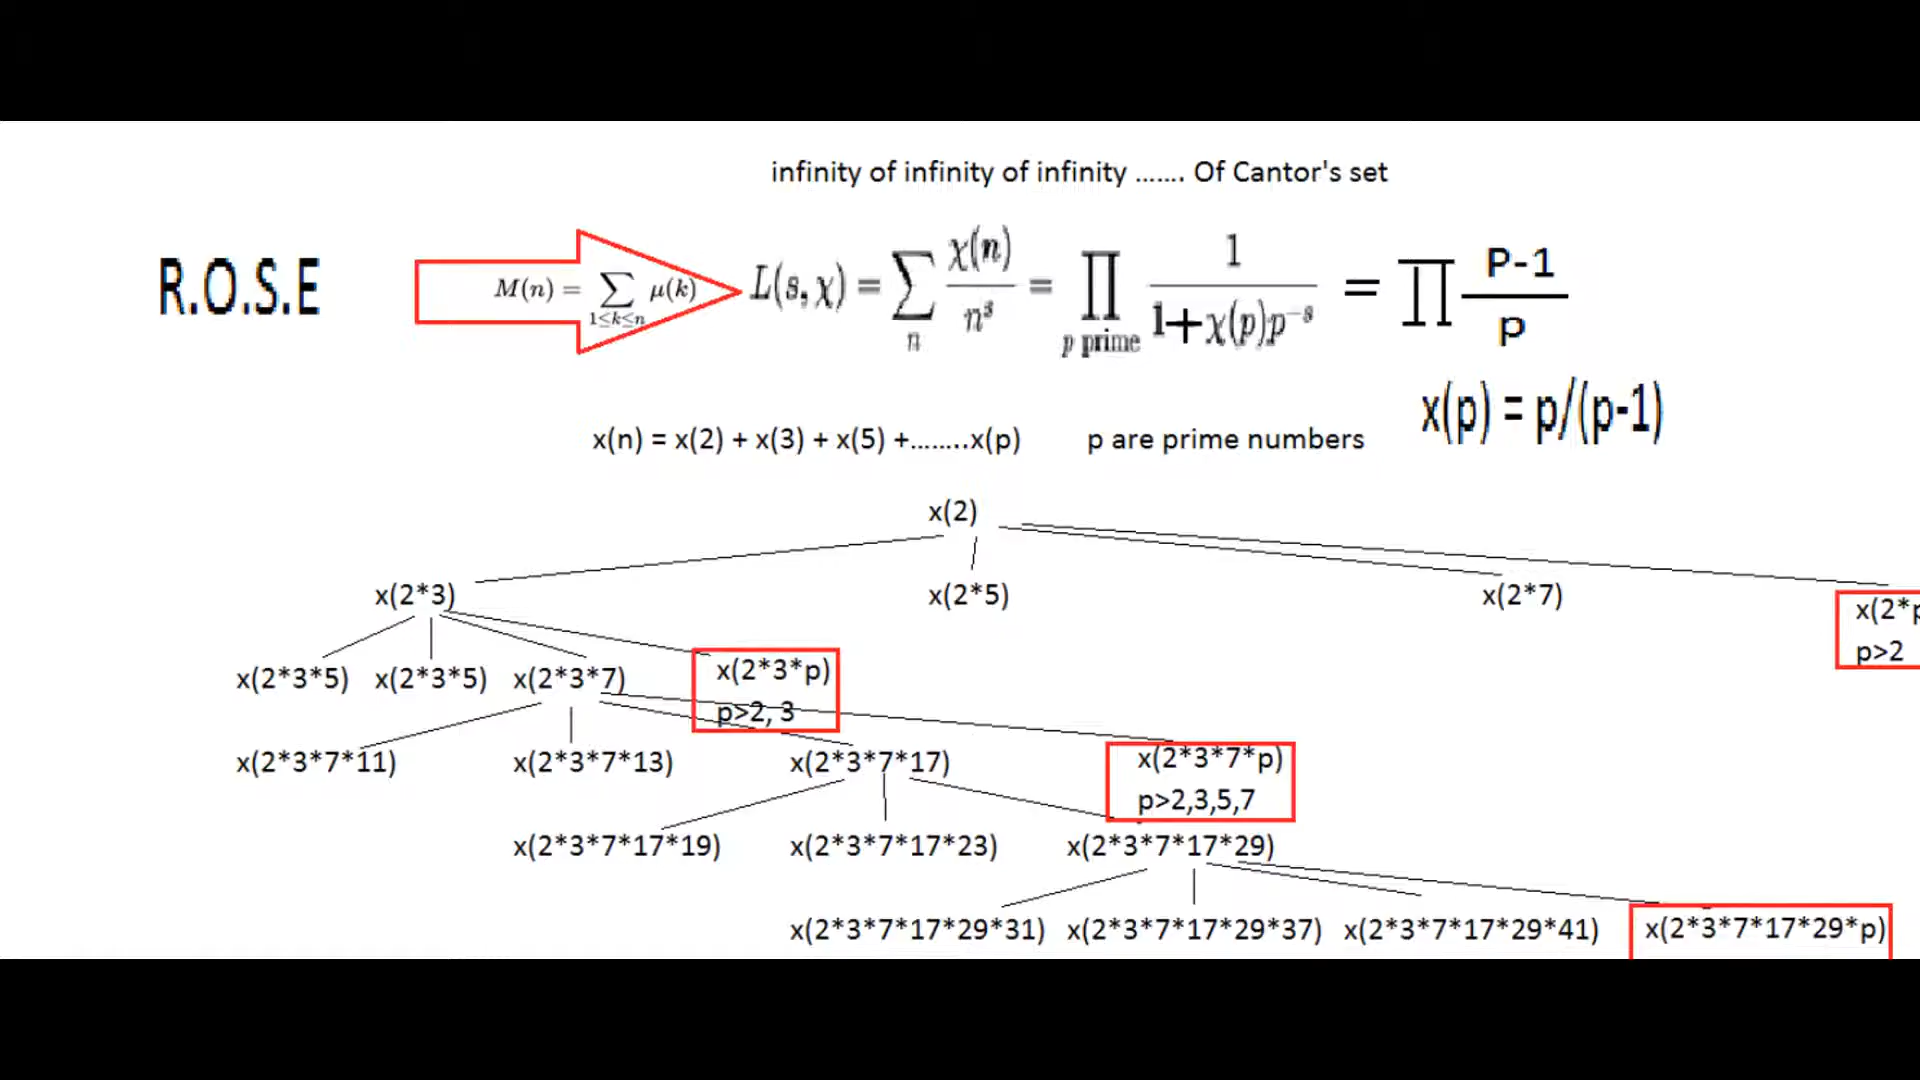 infinity of infinity of infinity ....... Of Cantor's set
R.O.S.E
M(n) = ∑ μ(k)
1≤k≤n
L(s, χ) = ∑ χ(n) / n^s = ∏ 1 / 1+χ(p)p^-s = ∏ P-1 / p
n
p prime
x(p) = p/(p-1)
x(n) = x(2) + x(3) + x(5) +........x(p) p are prime numbers
x(2)
x(2*3) x(2*5) x(2*7) x(2*p
p>2
x(2*3*5) x(2*3*5) x(2*3*7) x(2*3*p)
p>2, 3
x(2*3*7*11) x(2*3*7*13) x(2*3*7*17) x(2*3*7*p)
p>2,3,5,7
x(2*3*7*17*19) x(2*3*7*17*23) x(2*3*7*17*29)
x(2*3*7*17*29*31) x(2*3*7*17*29*37) x(2*3*7*17*29*41) x(2*3*7*17*29*p)